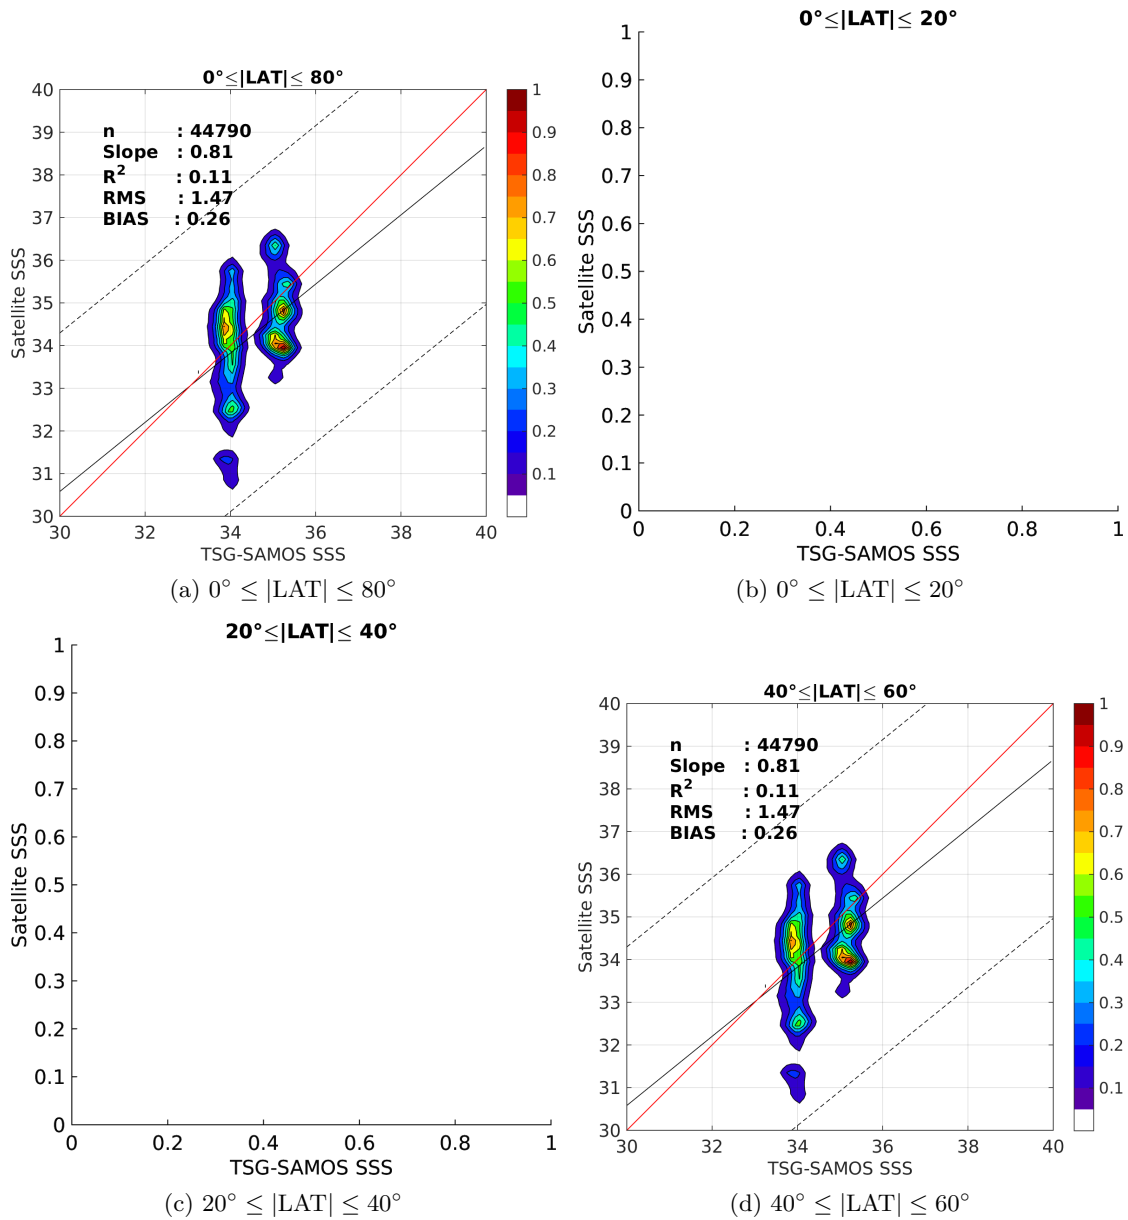 0°≤|LAT|≤ 80°
40
39
38
37
36
35
34
33
32
31
30
30 32 34 36 38 40
n : 44790
Slope : 0.81
R² : 0.11
RMS : 1.47
BIAS : 0.26
Satellite SSS
TSG-SAMOS SSS
1
0.9
0.8
0.7
0.6
0.5
0.4
0.3
0.2
0.1
(a) 0° ≤ |LAT| ≤ 80°
0°≤|LAT|≤ 20°
1
0.9
0.8
0.7
0.6
0.5
0.4
0.3
0.2
0.1
0
0 0.2 0.4 0.6 0.8 1
Satellite SSS
TSG-SAMOS SSS
(b) 0° ≤ |LAT| ≤ 20°
20°≤|LAT|≤ 40°
1
0.9
0.8
0.7
0.6
0.5
0.4
0.3
0.2
0.1
0
0 0.2 0.4 0.6 0.8 1
Satellite SSS
TSG-SAMOS SSS
(c) 20° ≤ |LAT| ≤ 40°
40°≤|LAT|≤ 60°
40
39
38
37
36
35
34
33
32
31
30
30 32 34 36 38 40
n : 44790
Slope : 0.81
R² : 0.11
RMS : 1.47
BIAS : 0.26
Satellite SSS
TSG-SAMOS SSS
1
0.9
0.8
0.7
0.6
0.5
0.4
0.3
0.2
0.1
(d) 40° ≤ |LAT| ≤ 60°